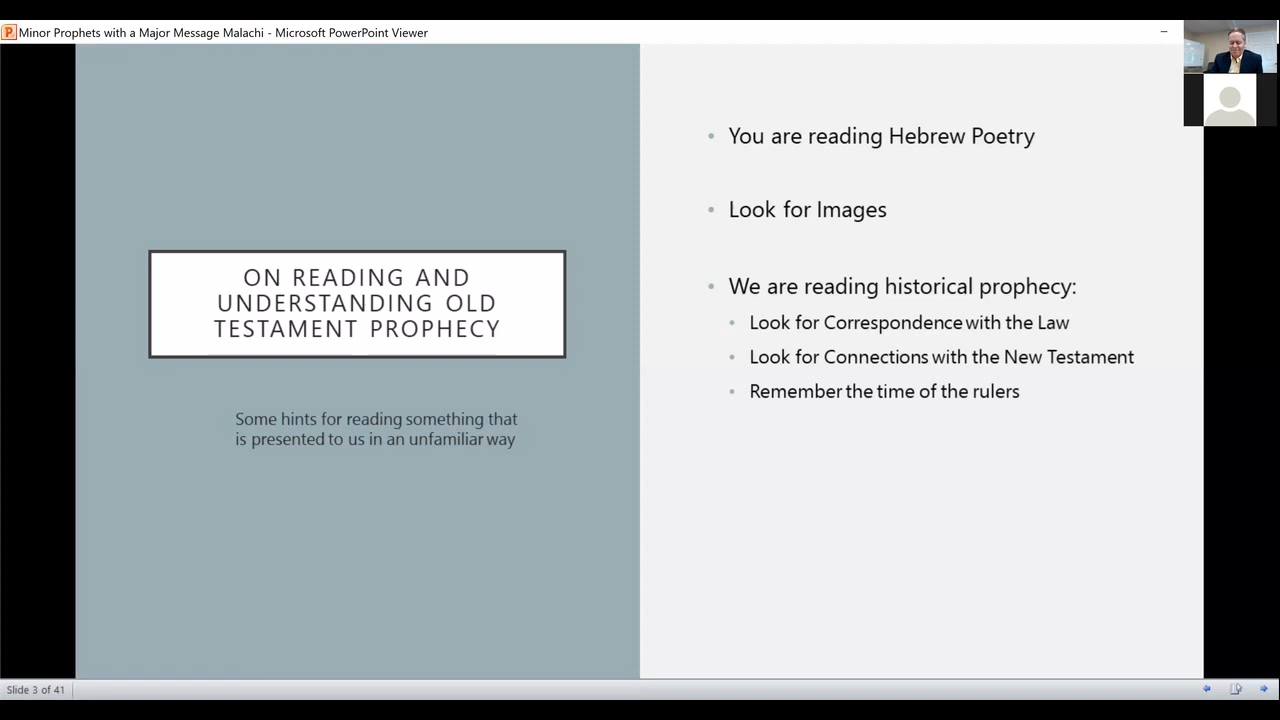 Minor Prophets with a Major Message Malachi - Microsoft PowerPoint Viewer
ON READING AND
UNDERSTANDING OLD
TESTAMENT PROPHECY
Some hints for reading something that
is presented to us in an unfamiliar way
• You are reading Hebrew Poetry
• Look for Images
• We are reading historical prophecy:
• Look for Correspondence with the Law
• Look for Connections with the New Testament
• Remember the time of the rulers
Slide 3 of 41